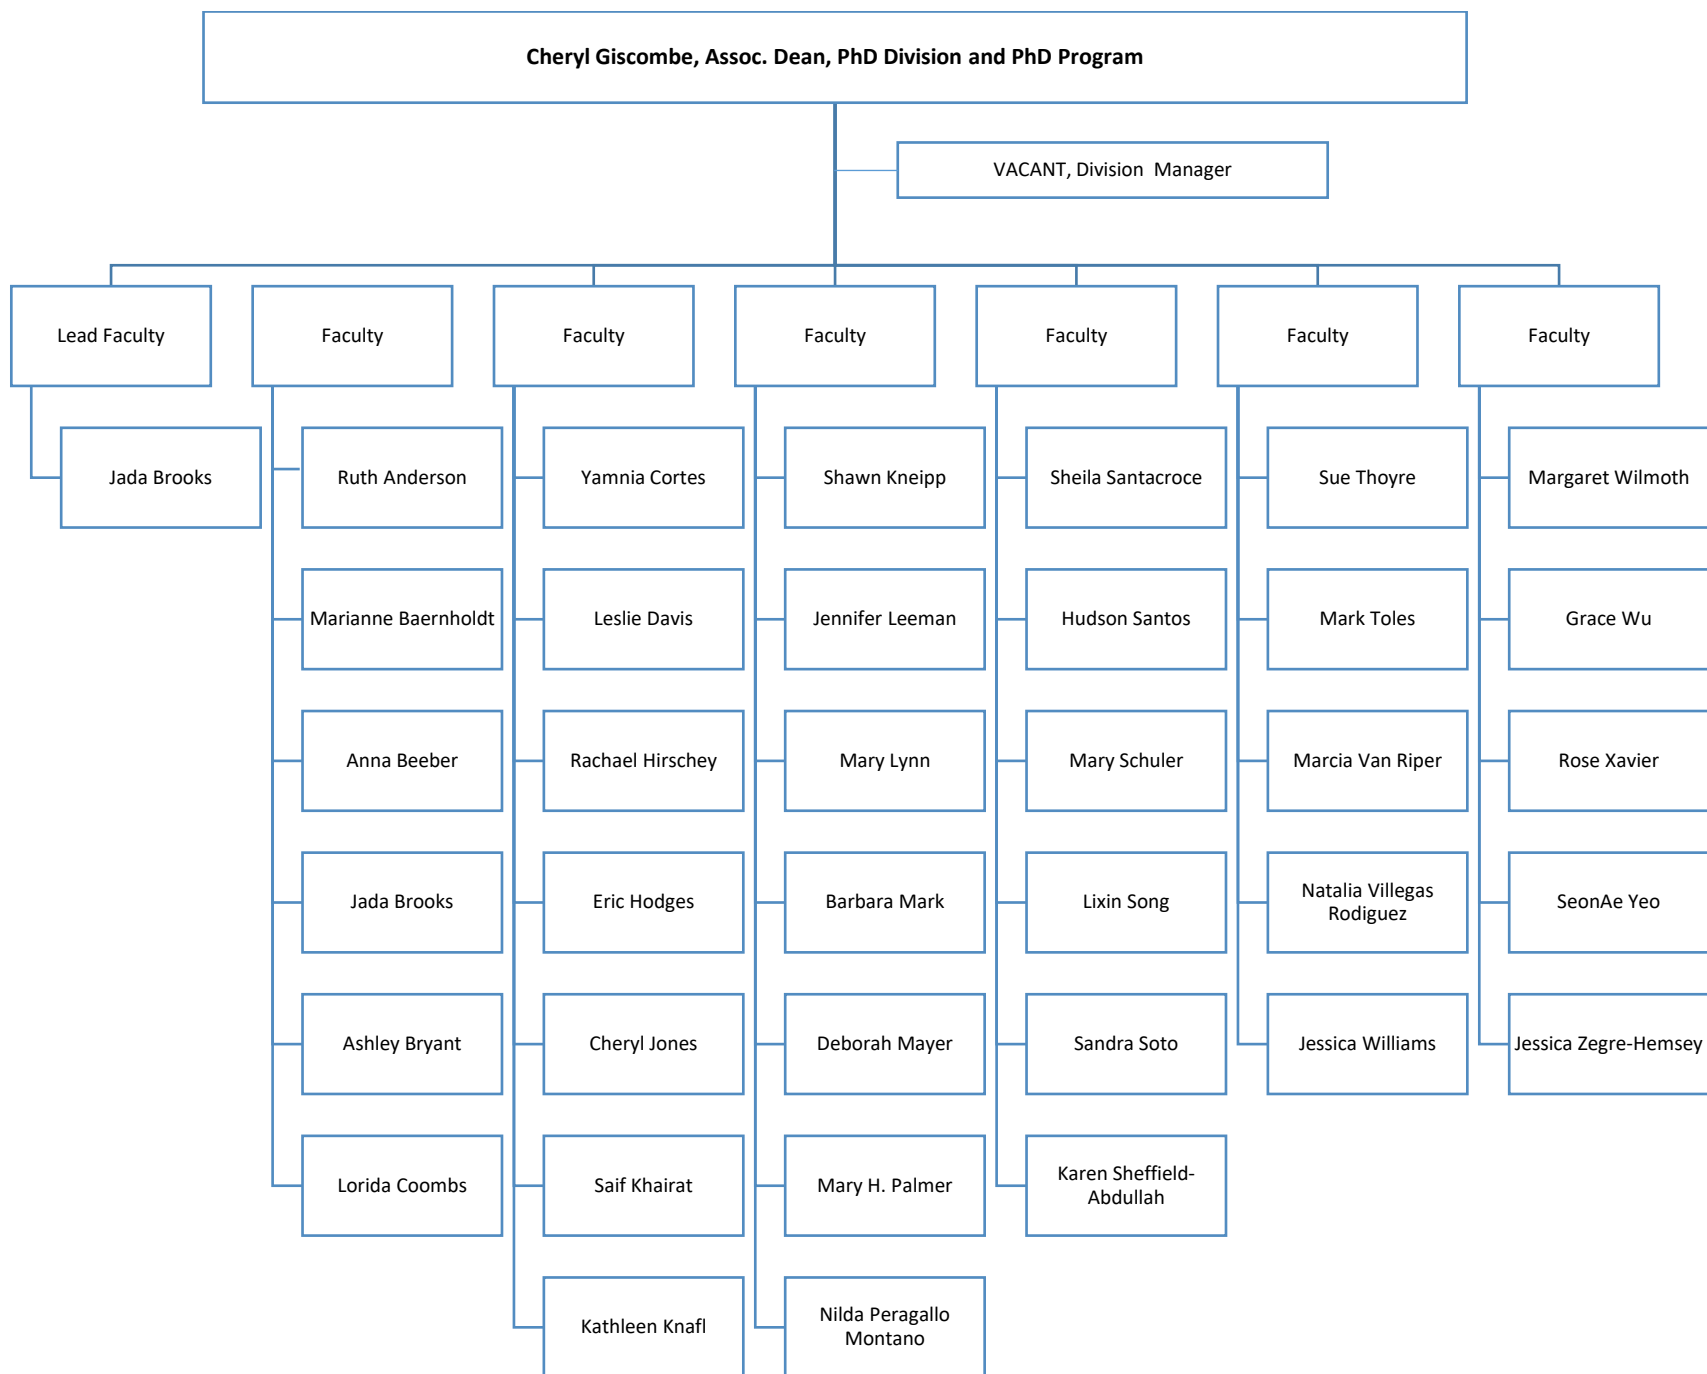 Cheryl Giscombe, Assoc. Dean, PhD Division and PhD Program
VACANT, Division  Manager
Lead Faculty
Jada Brooks
Faculty
Ruth Anderson
Marianne Baernholdt
Anna Beeber
Jada Brooks
Ashley Bryant
Lorida Coombs
Faculty
Yamnia Cortes
Leslie Davis
Rachael Hirschey
Eric Hodges
Cheryl Jones
Saif Khairat
Kathleen Knafl
Faculty
Shawn Kneipp
Jennifer Leeman
Mary Lynn
Barbara Mark
Deborah Mayer
Mary H. Palmer
Nilda Peragallo
Montano
Faculty
Sheila Santacroce
Hudson Santos
Mary Schuler
Lixin Song
Sandra Soto
Karen Sheffield-
Abdullah
Faculty
Sue Thoyre
Mark Toles
Marcia Van Riper
Natalia Villegas
Rodiguez
Jessica Williams
Faculty
Margaret Wilmoth
Grace Wu
Rose Xavier
SeonAe Yeo
Jessica Zegre-Hemsey